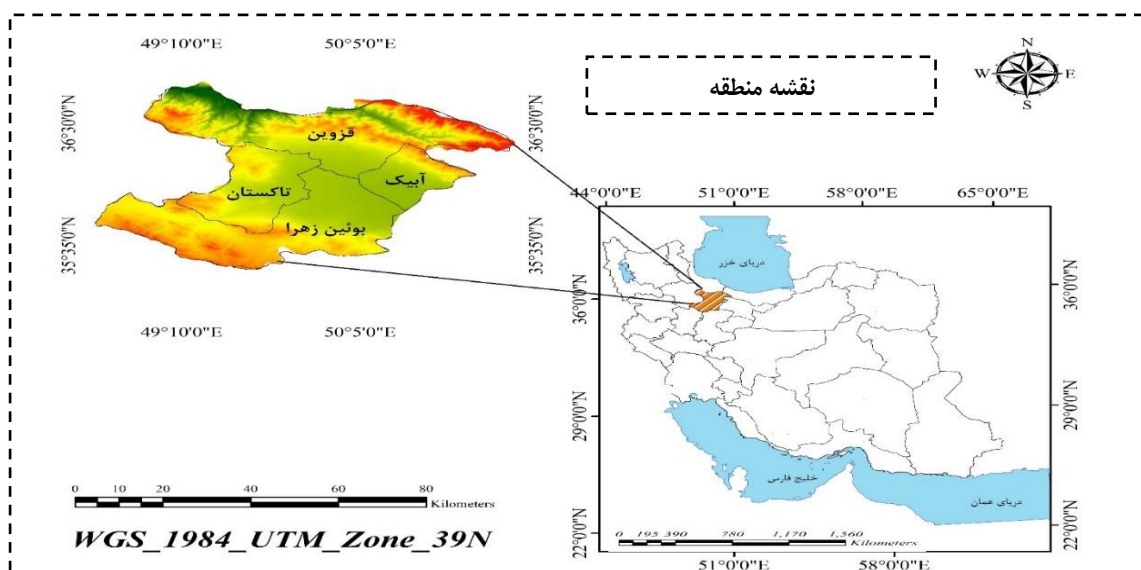 49°10'0"E 50°5'0"E
نقشه منطقه
N
W E
S
36°30'0"N
36°30'0"N
قزوین
آبیک
تاکستان
بوئین زهرا
35°35'0"N
35°35'0"N
49°10'0"E 50°5'0"E
0 10 20 40 60 80
Kilometers
WGS_1984_UTM_Zone_39N
44°0'0"E 51°0'0"E 58°0'0"E 65°0'0"E
دریای خزر
36°0'0"N
36°0'0"N
29°0'0"N
29°0'0"N
خلیج فارس
دریای عمان
22°0'0"N
22°0'0"N
0 195 390 780 1,170 1,560
Kilometers
51°0'0"E 58°0'0"E